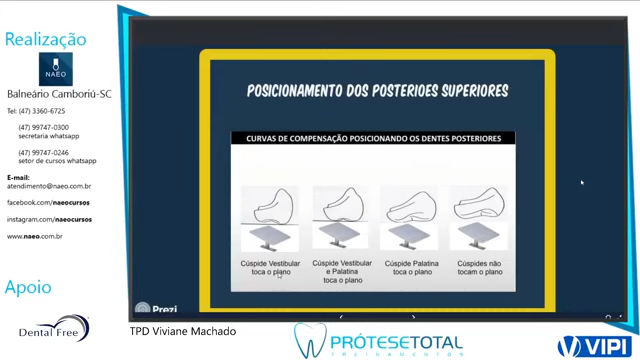 Realização
NAEO
Balneário Camboriú-SC
Tel: (47) 3360-6725
(47) 99747-0300
secretaria whatsapp
(47) 99747-0246
setor de cursos whatsapp
E-mail:
atendimento@naeo.com.br
facebook.com/naeocursos
instagram.com/naeocursos
www.naeo.com.br
Apoio
Dental Free
POSICIONAMENTO DOS POSTERIOES SUPERIORES
CURVAS DE COMPENSAÇÃO POSICIONANDO OS DENTES POSTERIORES
Cúspide Vestibular
toca o plano
Cúspide Vestibular
e Palatina
toca o plano
Cúspide Palatina
toca o plano
Cúspides não
tocam o plano
Prezi
TPD Viviane Machado
PRÓTESETOTAL
TREINAMENTOS
VIPI